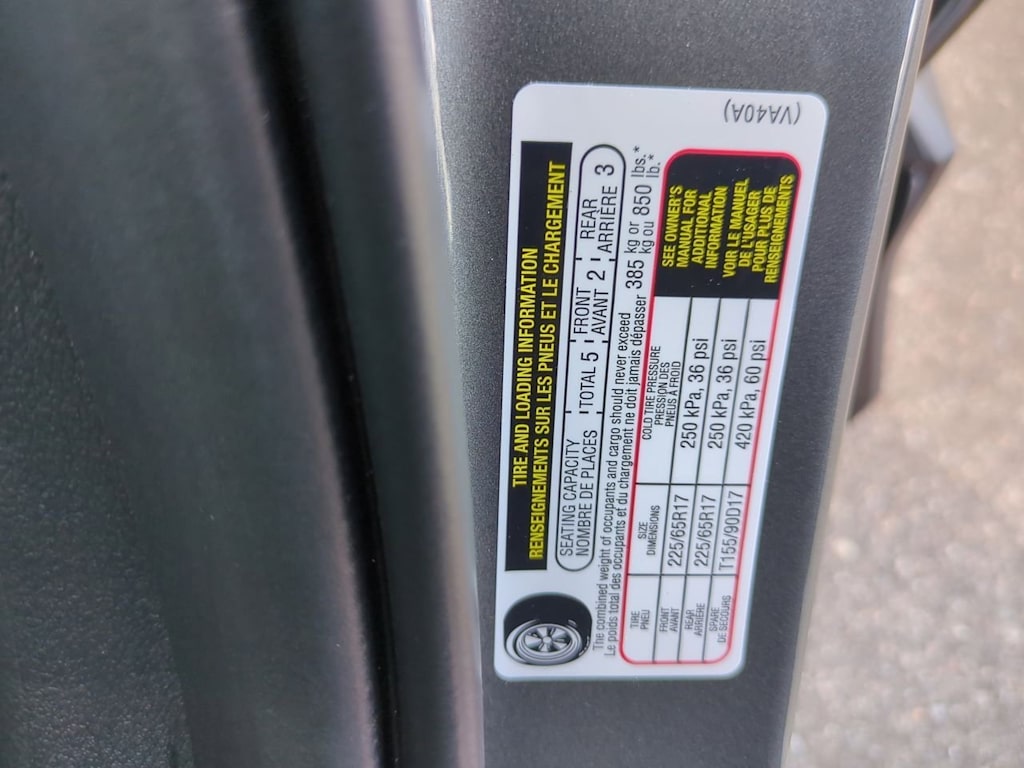 (VA40A)
TIRE AND LOADING INFORMATION
RENSEIGNEMENTS SUR LES PNEUS ET LE CHARGEMENT
SEATING CAPACITY
NOMBRE DE PLACES
TOTAL 5
FRONT
AVANT 2
REAR
ARRIÈRE 3
The combined weight of occupants and cargo should never exceed 385 kg or 850 lbs.*
Le poids total des occupants et du chargement ne doit jamais dépasser kg ou lb.*
TIRE
PNEU
SIZE
DIMENSIONS
COLD TIRE PRESSURE
PRESSION DES
PNEUS A FROID
FRONT
AVANT
225/65R17
250 kPa, 36 psi
REAR
ARRIÈRE
225/65R17
250 kPa, 36 psi
SPARE
DE SECOURS
T155/90D17
420 kPa, 60 psi
SEE OWNER'S
MANUAL FOR
ADDITIONAL
INFORMATION
VOIR LE MANUEL
DE L'USAGER
POUR PLUS DE
RENSEIGNEMENTS